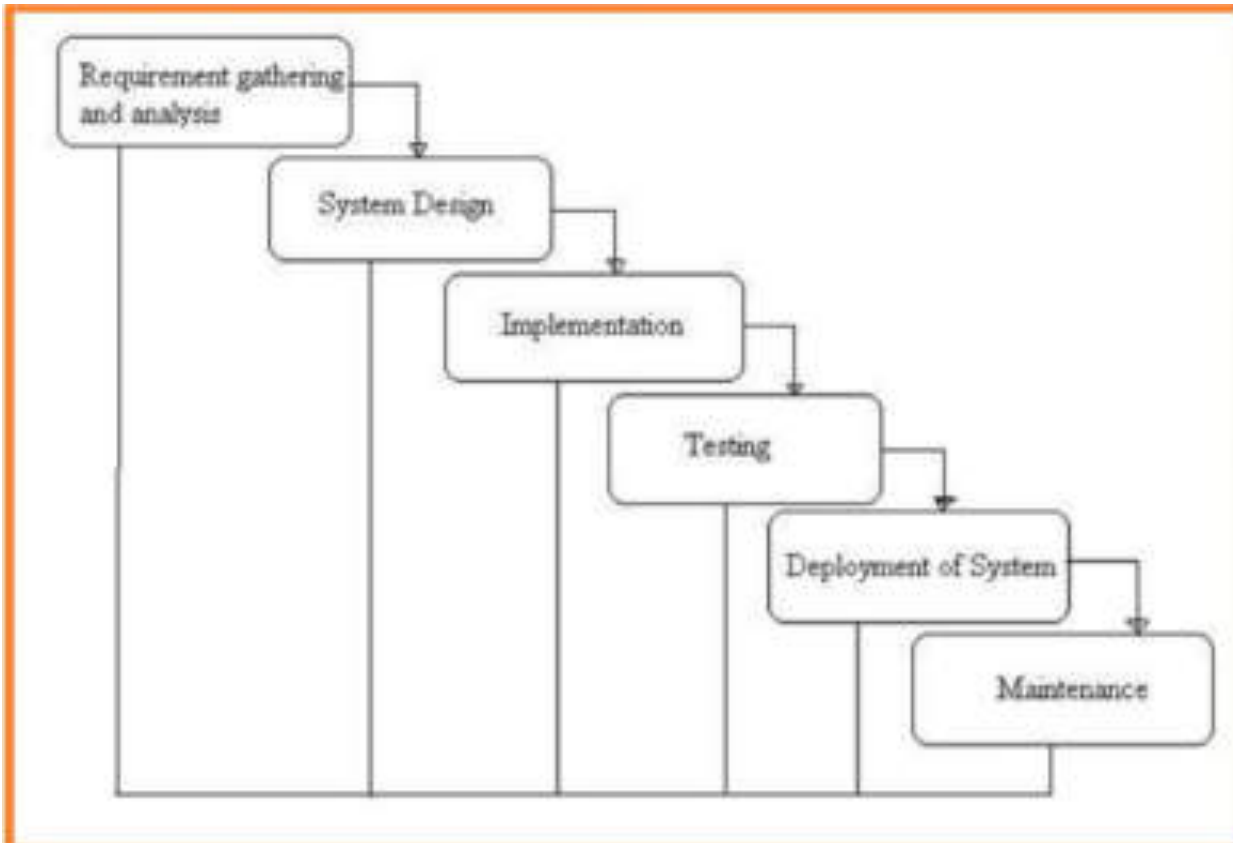 Requirement gathering
and analysis
System Design
Implementation
Testing
Deployment of System
Maintenance